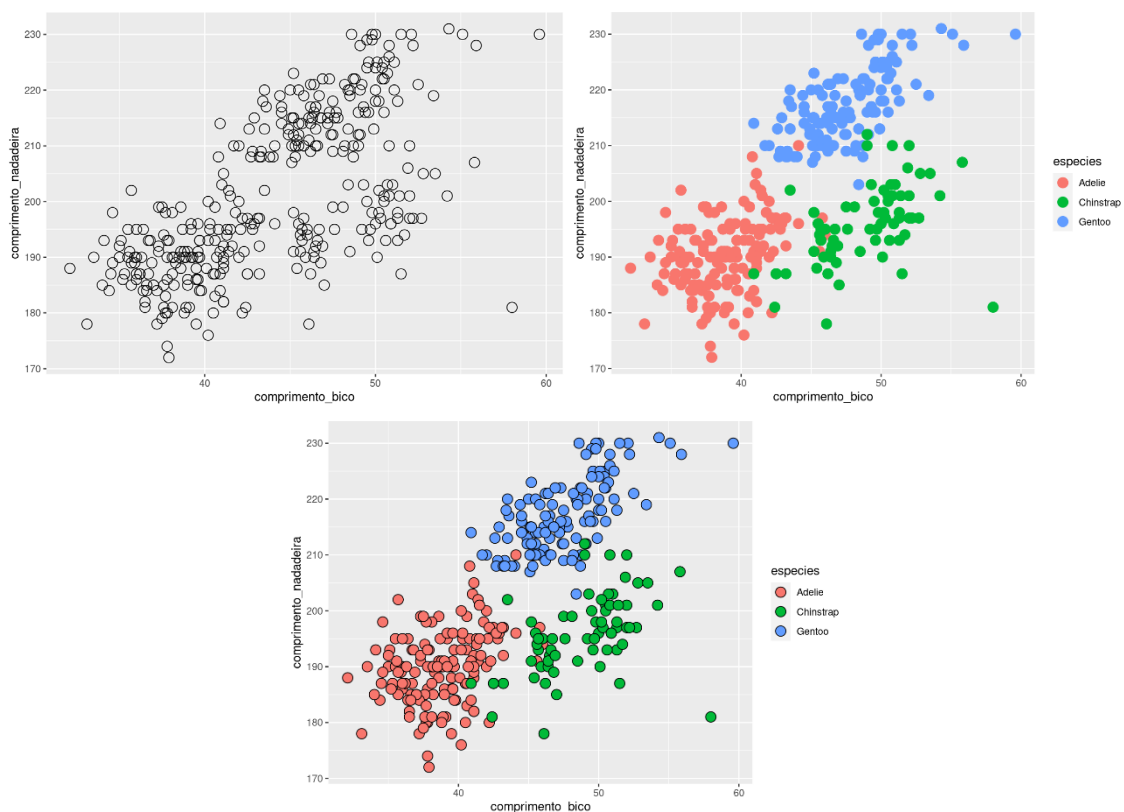 230
220
210
200
190
180
170
40
50
60
comprimento_bico
comprimento_nadadeira
230
220
210
200
190
180
170
40
50
60
comprimento_bico
comprimento_nadadeira
especies
Adelie
Chinstrap
Gentoo
230
220
210
200
190
180
170
40
50
60
comprimento_bico
comprimento_nadadeira
especies
Adelie
Chinstrap
Gentoo